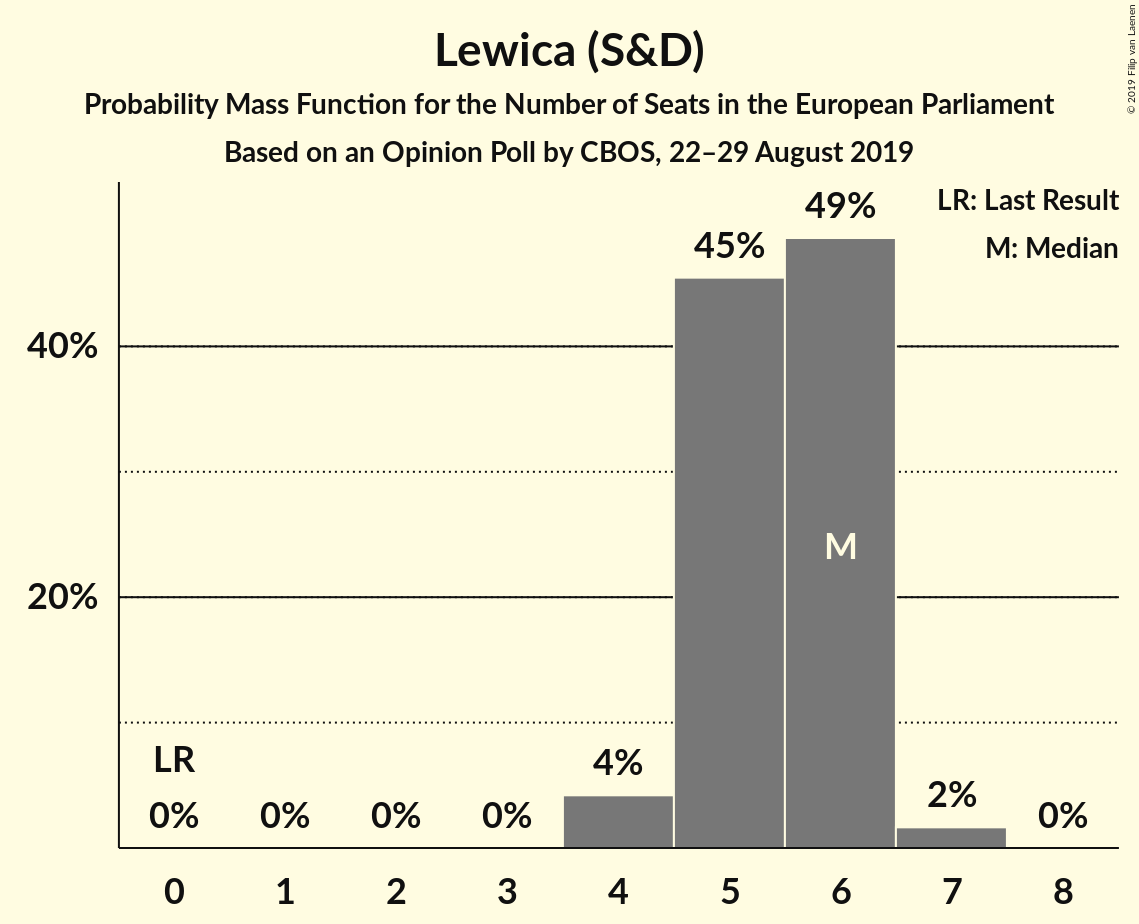 Lewica (S&D)
Probability Mass Function for the Number of Seats in the European Parliament
Based on an Opinion Poll by CBOS, 22–29 August 2019
© 2019 Filip van Laenen
LR: Last Result
M: Median
49%
45%
40%
M
20%
LR
4%
2%
0% 0% 0% 0% 0%
0 1 2 3 4 5 6 7 8